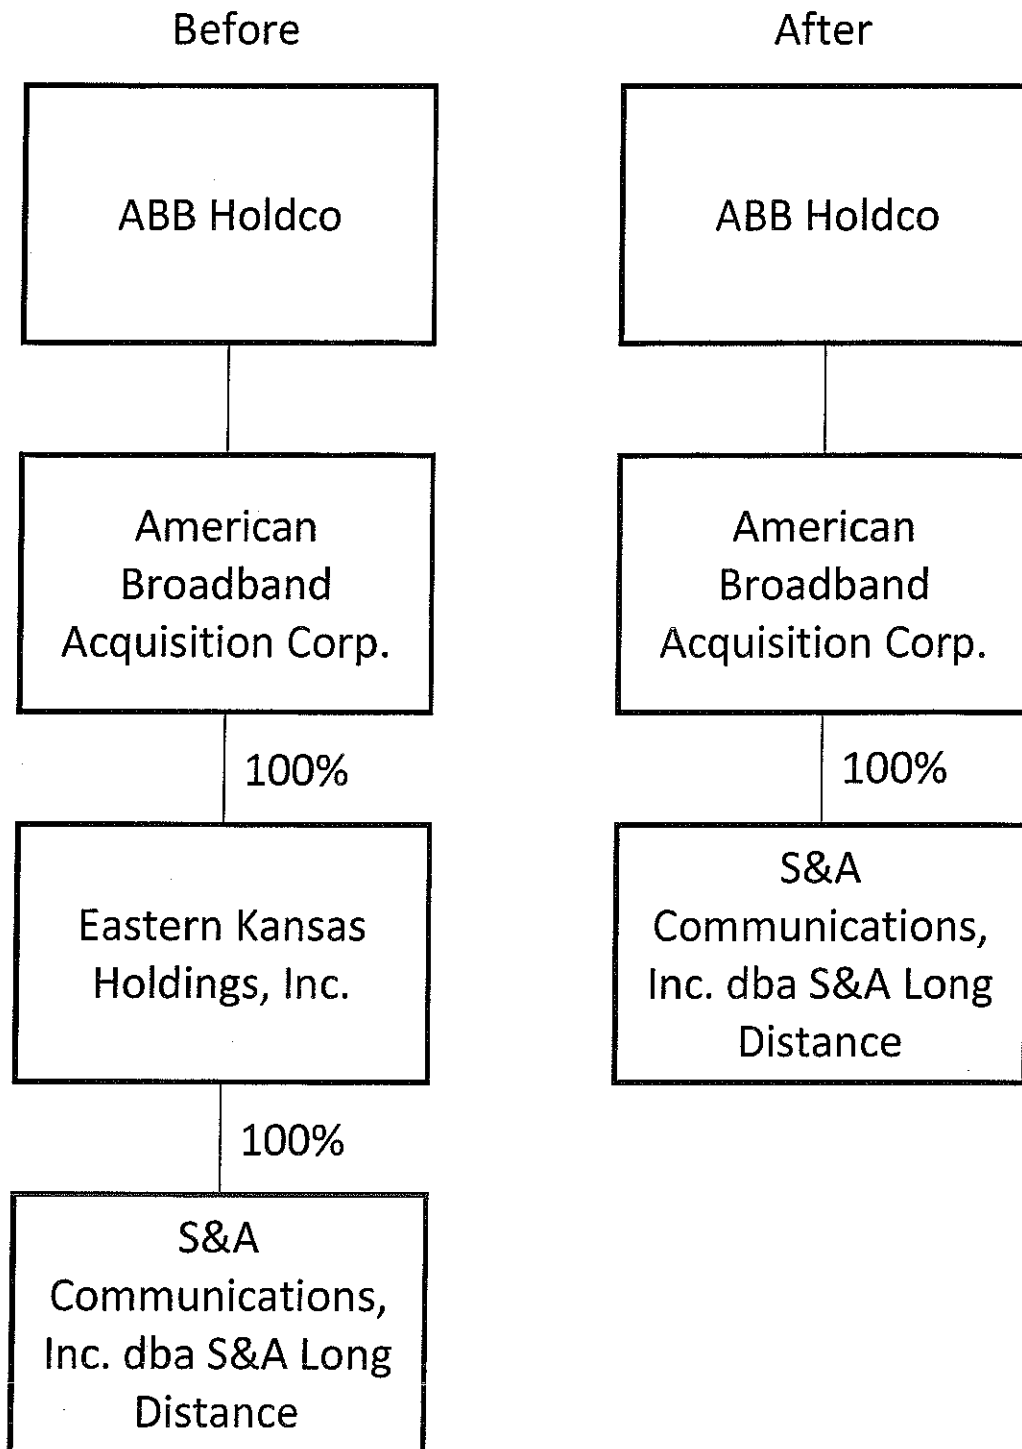 Before
ABB Holdco
American
Broadband
Acquisition Corp.
100%
Eastern Kansas
Holdings, Inc.
100%
S&A
Communications,
Inc. dba S&A Long
Distance
After
ABB Holdco
American
Broadband
Acquisition Corp.
100%
S&A
Communications,
Inc. dba S&A Long
Distance